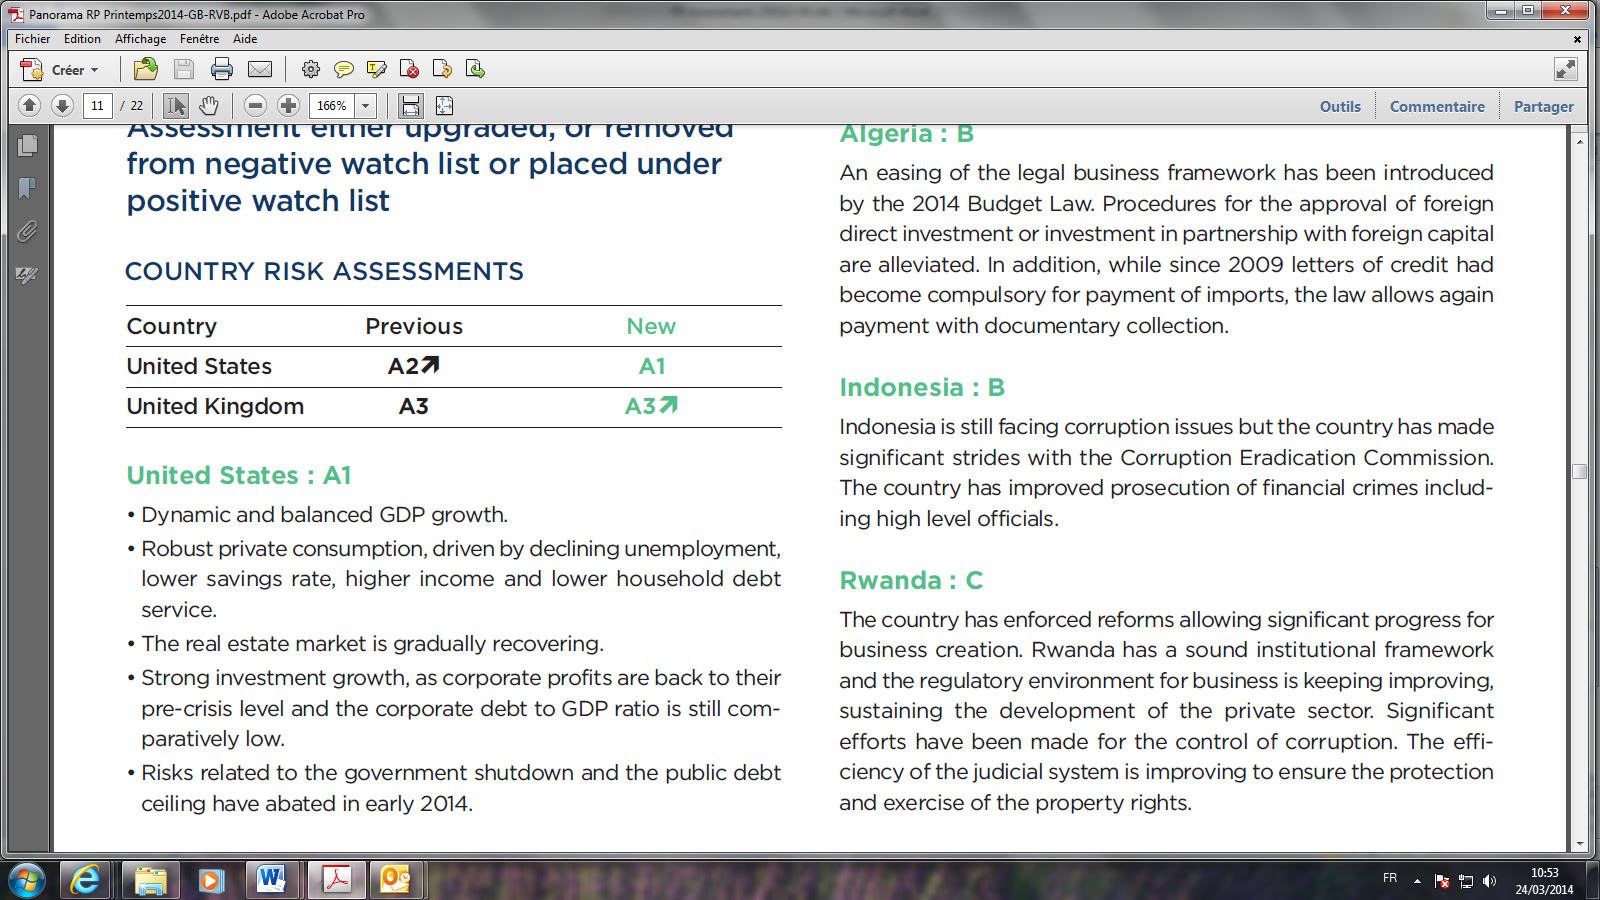 Panorama RP Printemps2014-GB-RVB.pdf - Adobe Acrobat Pro
Fichier Edition Affichage Fenêtre Aide
Créer
11 / 22 166% Outils Commentaire Partager
Assessment either upgraded, or removed
from negative watch list or placed under
positive watch list
COUNTRY RISK ASSESSMENTS
Country Previous New
United States A2 A1
United Kingdom A3 A3
United States : A1
• Dynamic and balanced GDP growth.
• Robust private consumption, driven by declining unemployment,
lower savings rate, higher income and lower household debt
service.
• The real estate market is gradually recovering.
• Strong investment growth, as corporate profits are back to their
pre-crisis level and the corporate debt to GDP ratio is still com-
paratively low.
• Risks related to the government shutdown and the public debt
ceiling have abated in early 2014.
Algeria : B
An easing of the legal business framework has been introduced
by the 2014 Budget Law. Procedures for the approval of foreign
direct investment or investment in partnership with foreign capital
are alleviated. In addition, while since 2009 letters of credit had
become compulsory for payment of imports, the law allows again
payment with documentary collection.
Indonesia : B
Indonesia is still facing corruption issues but the country has made
significant strides with the Corruption Eradication Commission.
The country has improved prosecution of financial crimes includ-
ing high level officials.
Rwanda : C
The country has enforced reforms allowing significant progress for
business creation. Rwanda has a sound institutional framework
and the regulatory environment for business is keeping improving,
sustaining the development of the private sector. Significant
efforts have been made for the control of corruption. The effi-
ciency of the judicial system is improving to ensure the protection
and exercise of the property rights.
FR
10:53
24/03/2014